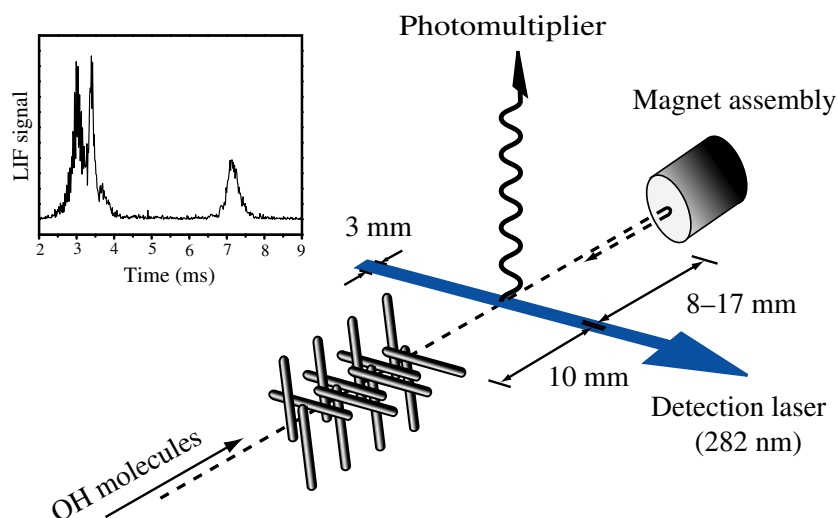 Photomultiplier
Magnet assembly
LIF signal
2 3 4 5 6 7 8 9
Time (ms)
3 mm
8–17 mm
10 mm
Detection laser
(282 nm)
OH molecules